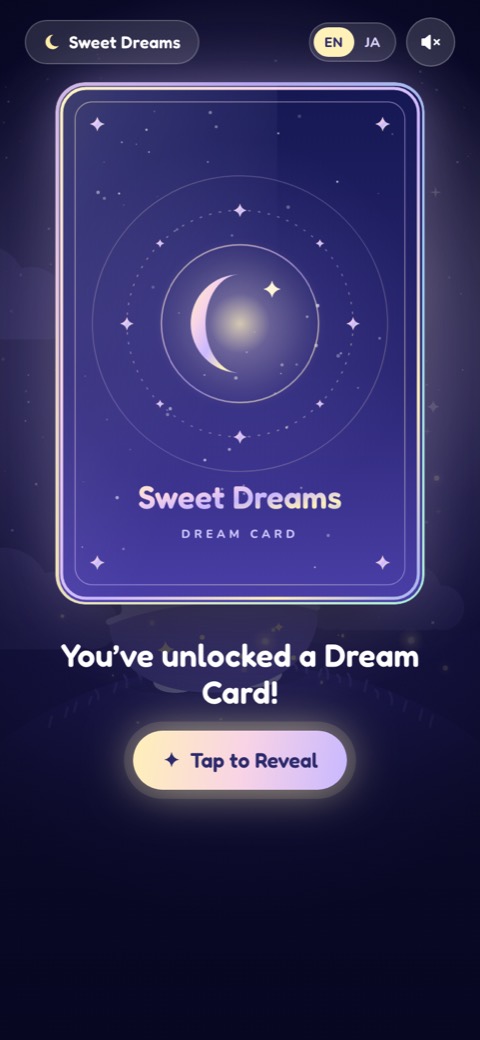 Sweet Dreams
EN JA
Sweet Dreams
DREAM CARD
You’ve unlocked a Dream
Card!
Tap to Reveal